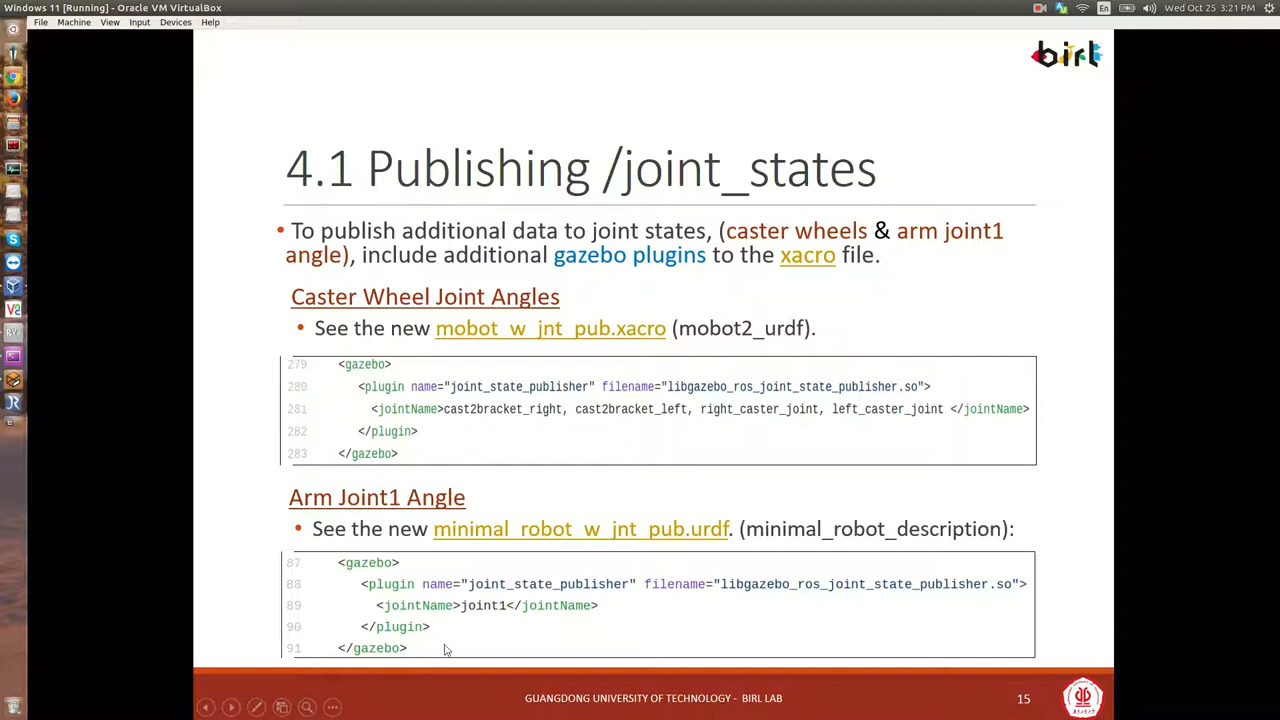 Windows 11 [Running] - Oracle VM VirtualBox
En
Wed Oct 25 3:21 PM
File Machine View Input Devices Help
birl
4.1 Publishing /joint_states
• To publish additional data to joint states, (caster wheels & arm joint1
angle), include additional gazebo plugins to the xacro file.
Caster Wheel Joint Angles
• See the new mobot_w_jnt_pub.xacro (mobot2_urdf).
279 <gazebo>
280 <plugin name="joint_state_publisher" filename="libgazebo_ros_joint_state_publisher.so">
281 <jointName>cast2bracket_right, cast2bracket_left, right_caster_joint, left_caster_joint </jointName>
282 </plugin>
283 </gazebo>
Arm Joint1 Angle
• See the new minimal_robot_w_jnt_pub.urdf. (minimal_robot_description):
87 <gazebo>
88 <plugin name="joint_state_publisher" filename="libgazebo_ros_joint_state_publisher.so">
89 <jointName>joint1</jointName>
90 </plugin>
91 </gazebo>
GUANGDONG UNIVERSITY OF TECHNOLOGY - BIRL LAB
15